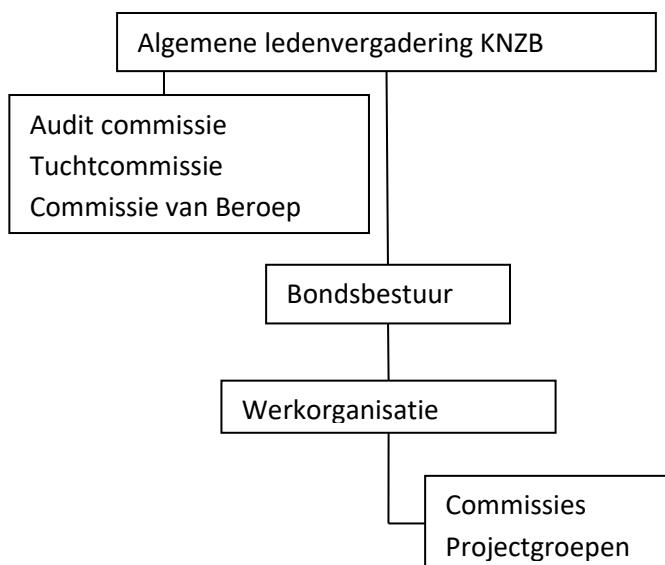 Algemene ledenvergadering KNZB
Audit commissie
Tuchtcommissie
Commissie van Beroep
Bondsbestuur
Werkorganisatie
Commissies
Projectgroepen